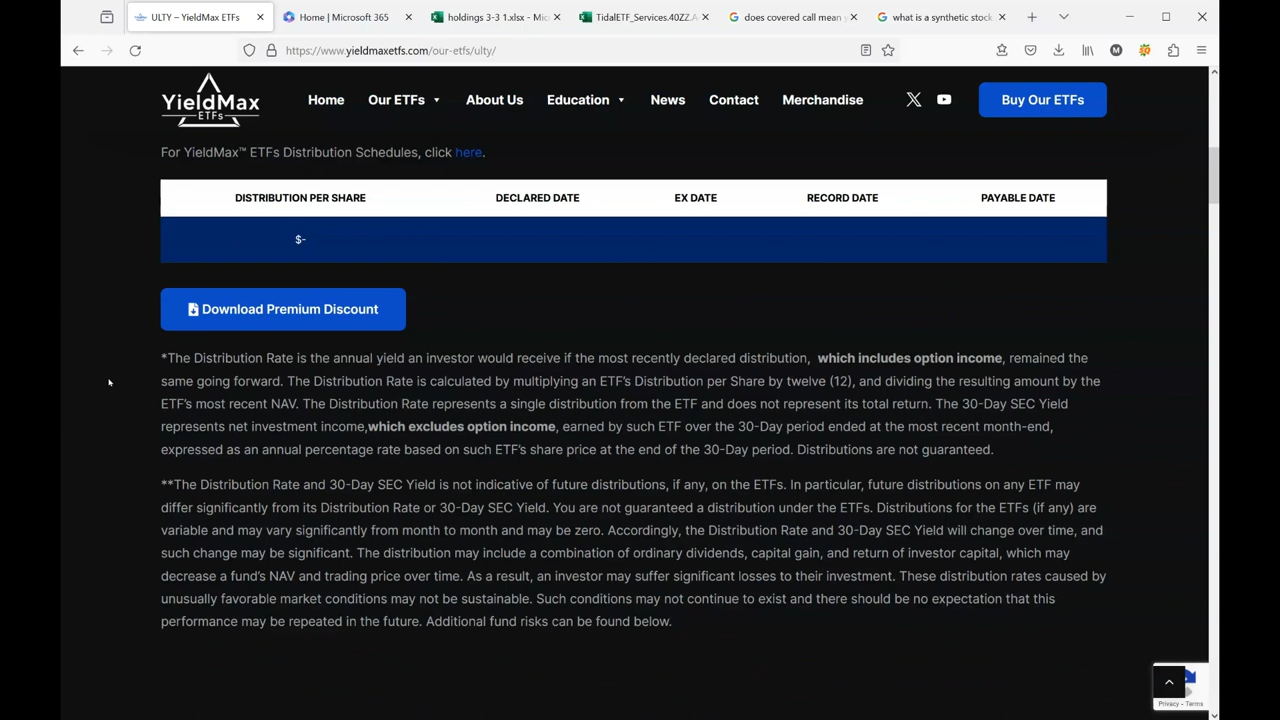 ULTY – YieldMax ETFs
Home | Microsoft 365
holdings 3-3 1.xlsx - Mic
TidalETF_Services.40ZZ.A
does covered call mean y
what is a synthetic stock
https://www.yieldmaxetfs.com/our-etfs/ulty/
YieldMax
ETFs
Home
Our ETFs
About Us
Education
News
Contact
Merchandise
Buy Our ETFs
For YieldMax™ ETFs Distribution Schedules, click here.
DISTRIBUTION PER SHARE DECLARED DATE EX DATE RECORD DATE PAYABLE DATE
$-
Download Premium Discount
*The Distribution Rate is the annual yield an investor would receive if the most recently declared distribution, which includes option income, remained the
same going forward. The Distribution Rate is calculated by multiplying an ETF’s Distribution per Share by twelve (12), and dividing the resulting amount by the
ETF’s most recent NAV. The Distribution Rate represents a single distribution from the ETF and does not represent its total return. The 30-Day SEC Yield
represents net investment income,which excludes option income, earned by such ETF over the 30-Day period ended at the most recent month-end,
expressed as an annual percentage rate based on such ETF’s share price at the end of the 30-Day period. Distributions are not guaranteed.
**The Distribution Rate and 30-Day SEC Yield is not indicative of future distributions, if any, on the ETFs. In particular, future distributions on any ETF may
differ significantly from its Distribution Rate or 30-Day SEC Yield. You are not guaranteed a distribution under the ETFs. Distributions for the ETFs (if any) are
variable and may vary significantly from month to month and may be zero. Accordingly, the Distribution Rate and 30-Day SEC Yield will change over time, and
such change may be significant. The distribution may include a combination of ordinary dividends, capital gain, and return of investor capital, which may
decrease a fund’s NAV and trading price over time. As a result, an investor may suffer significant losses to their investment. These distribution rates caused by
unusually favorable market conditions may not be sustainable. Such conditions may not continue to exist and there should be no expectation that this
performance may be repeated in the future. Additional fund risks can be found below.
Privacy - Terms